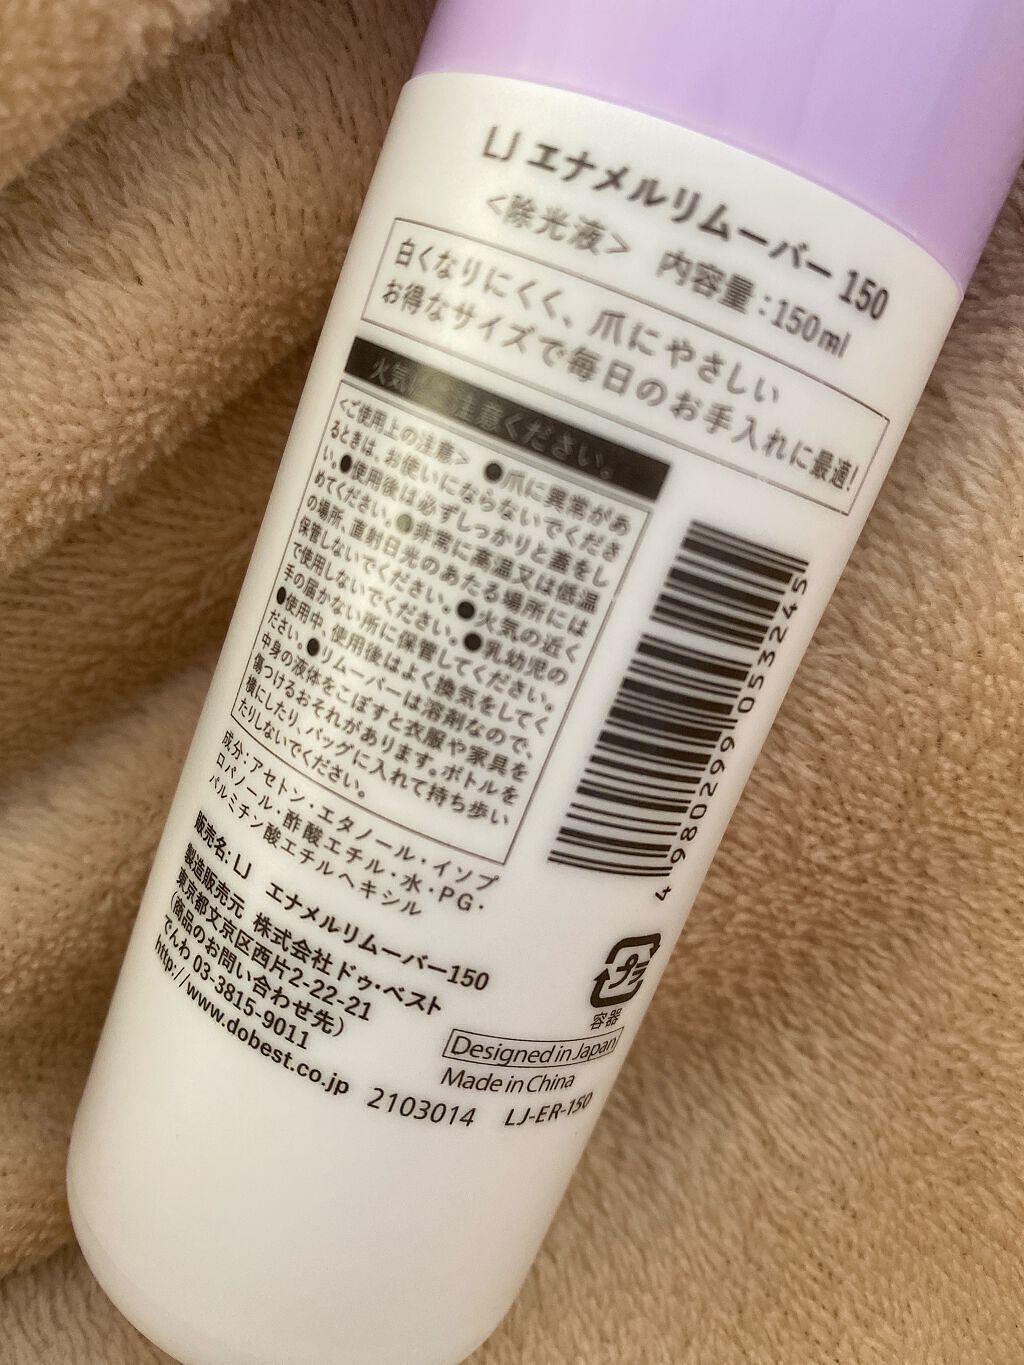 LJ エナメルリムーバー 150
<除光液> 内容量:150ml
白くなりにくく、爪にやさしい
お得なサイズで毎日のお手入れに最適!
火気に注意ください。
<ご使用上の注意> ●爪に異常があ
るときは、お使いにならないでくださ
い。●使用後は必ずしっかりと蓋をし
めてください。●非常に高温又は低温
の場所、直射日光のあたる場所には
保管しないでください。●火気の近く
で使用しないでください。●乳幼児の
手の届かない所に保管してください。
●使用中、使用後はよく換気をしてく
ださい。●リムーバーは溶剤なので、
中身の液体をこぼすと衣服や家具を
傷つけるおそれがあります。ボトルを
横にしたり、バッグに入れて持ち歩い
たりしないでください。
成分:アセトン・エタノール・イソプ
ロパノール・酢酸エチル・水・PG・
パルミチン酸エチルヘキシル
販売名:LJ エナメルリムーバー150
製造販売元 株式会社ドゥ・ベスト
東京都文京区西片2-22-21
(商品のお問い合わせ先)
でんわ 03-3815-9011
http://www.dobest.co.jp
2103014
4 980299 053245
プラ
容器
Designed in Japan
Made in China
LJ-ER-150